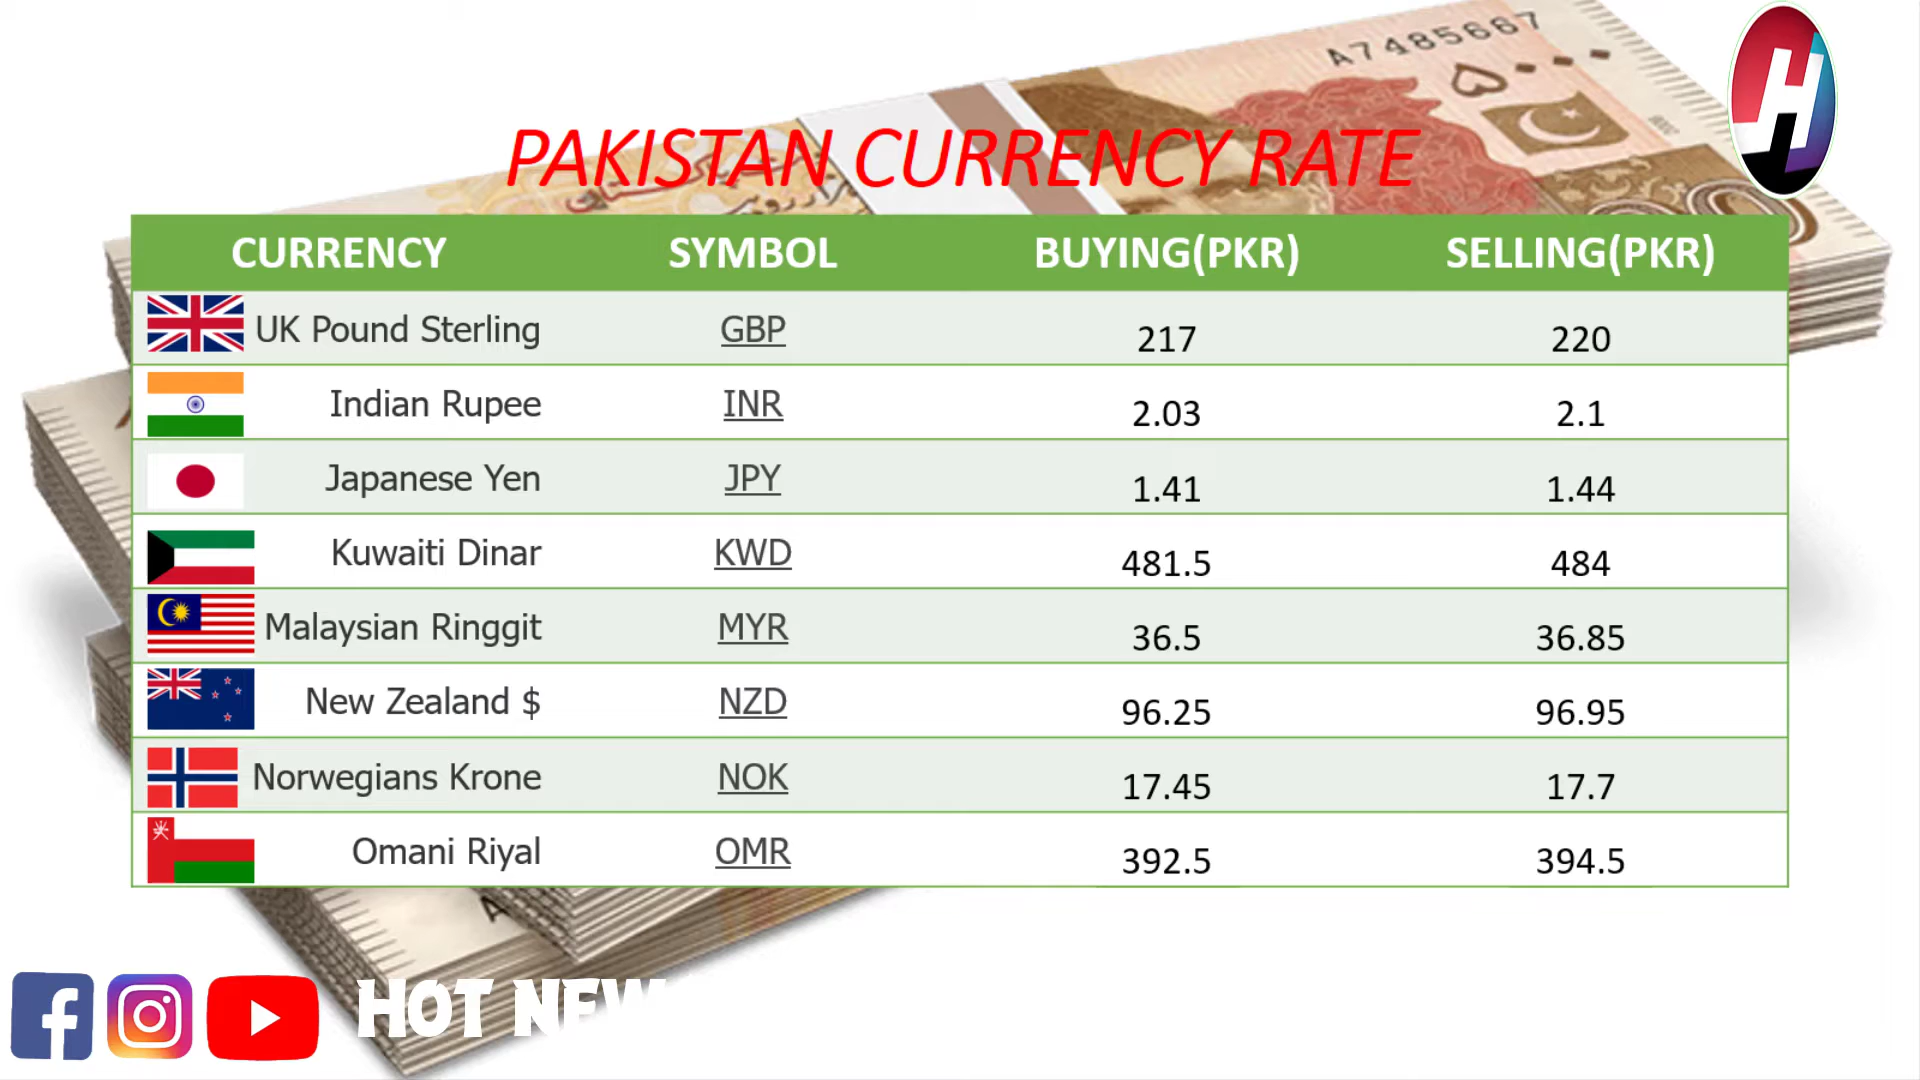 A7485667
PAKISTAN CURRENCY RATE
CURRENCY SYMBOL BUYING(PKR) SELLING(PKR)
UK Pound Sterling GBP 217 220
Indian Rupee INR 2.03 2.1
Japanese Yen JPY 1.41 1.44
Kuwaiti Dinar KWD 481.5 484
Malaysian Ringgit MYR 36.5 36.85
New Zealand $ NZD 96.25 96.95
Norwegians Krone NOK 17.45 17.7
Omani Riyal OMR 392.5 394.5
HOT NEW